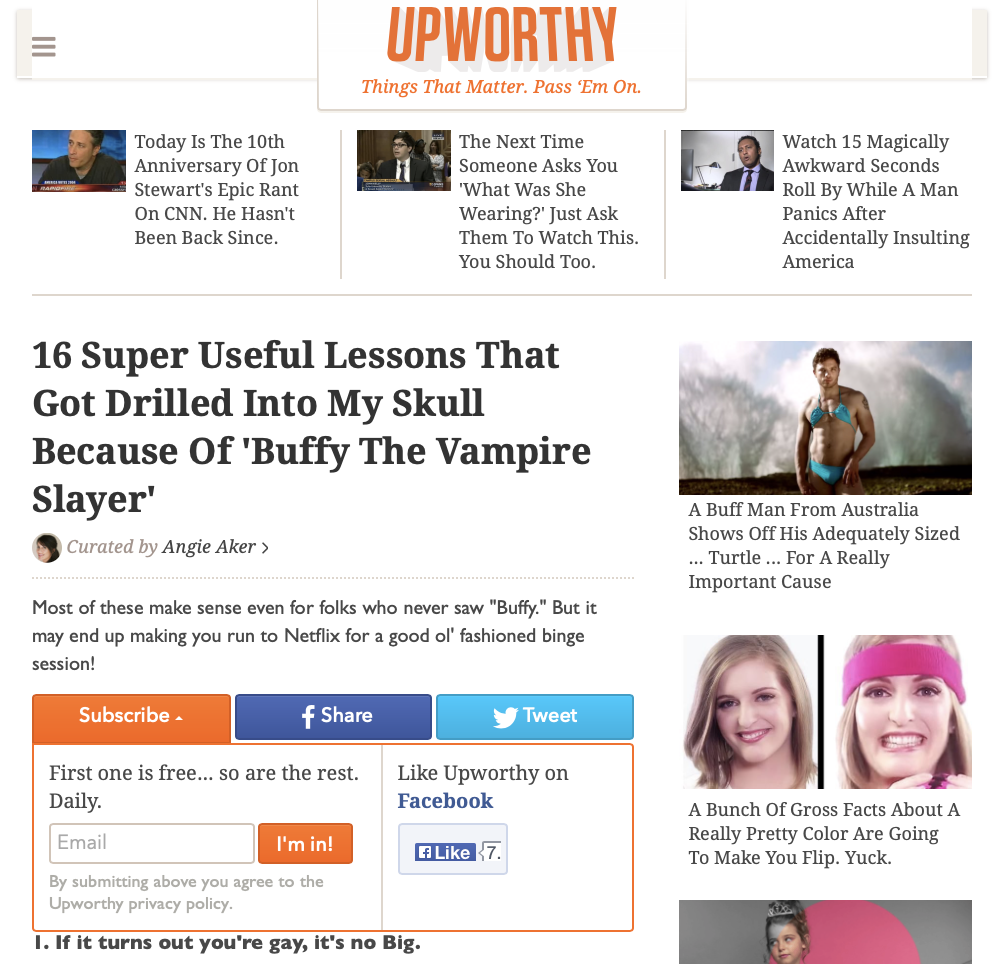 UPWORTHY
Things That Matter. Pass ‘Em On.
Today Is The 10th
Anniversary Of Jon
Stewart's Epic Rant
On CNN. He Hasn't
Been Back Since.
The Next Time
Someone Asks You
'What Was She
Wearing?' Just Ask
Them To Watch This.
You Should Too.
Watch 15 Magically
Awkward Seconds
Roll By While A Man
Panics After
Accidentally Insulting
America
16 Super Useful Lessons That
Got Drilled Into My Skull
Because Of 'Buffy The Vampire
Slayer'
Curated by Angie Aker
Most of these make sense even for folks who never saw "Buffy." But it
may end up making you run to Netflix for a good ol' fashioned binge
session!
Subscribe
Share
Tweet
First one is free... so are the rest.
Daily.
Email
I'm in!
By submitting above you agree to the
Upworthy privacy policy.
Like Upworthy on
Facebook
Like
7.
1. If it turns out you're gay, it's no Big.
A Buff Man From Australia
Shows Off His Adequately Sized
... Turtle ... For A Really
Important Cause
A Bunch Of Gross Facts About A
Really Pretty Color Are Going
To Make You Flip. Yuck.